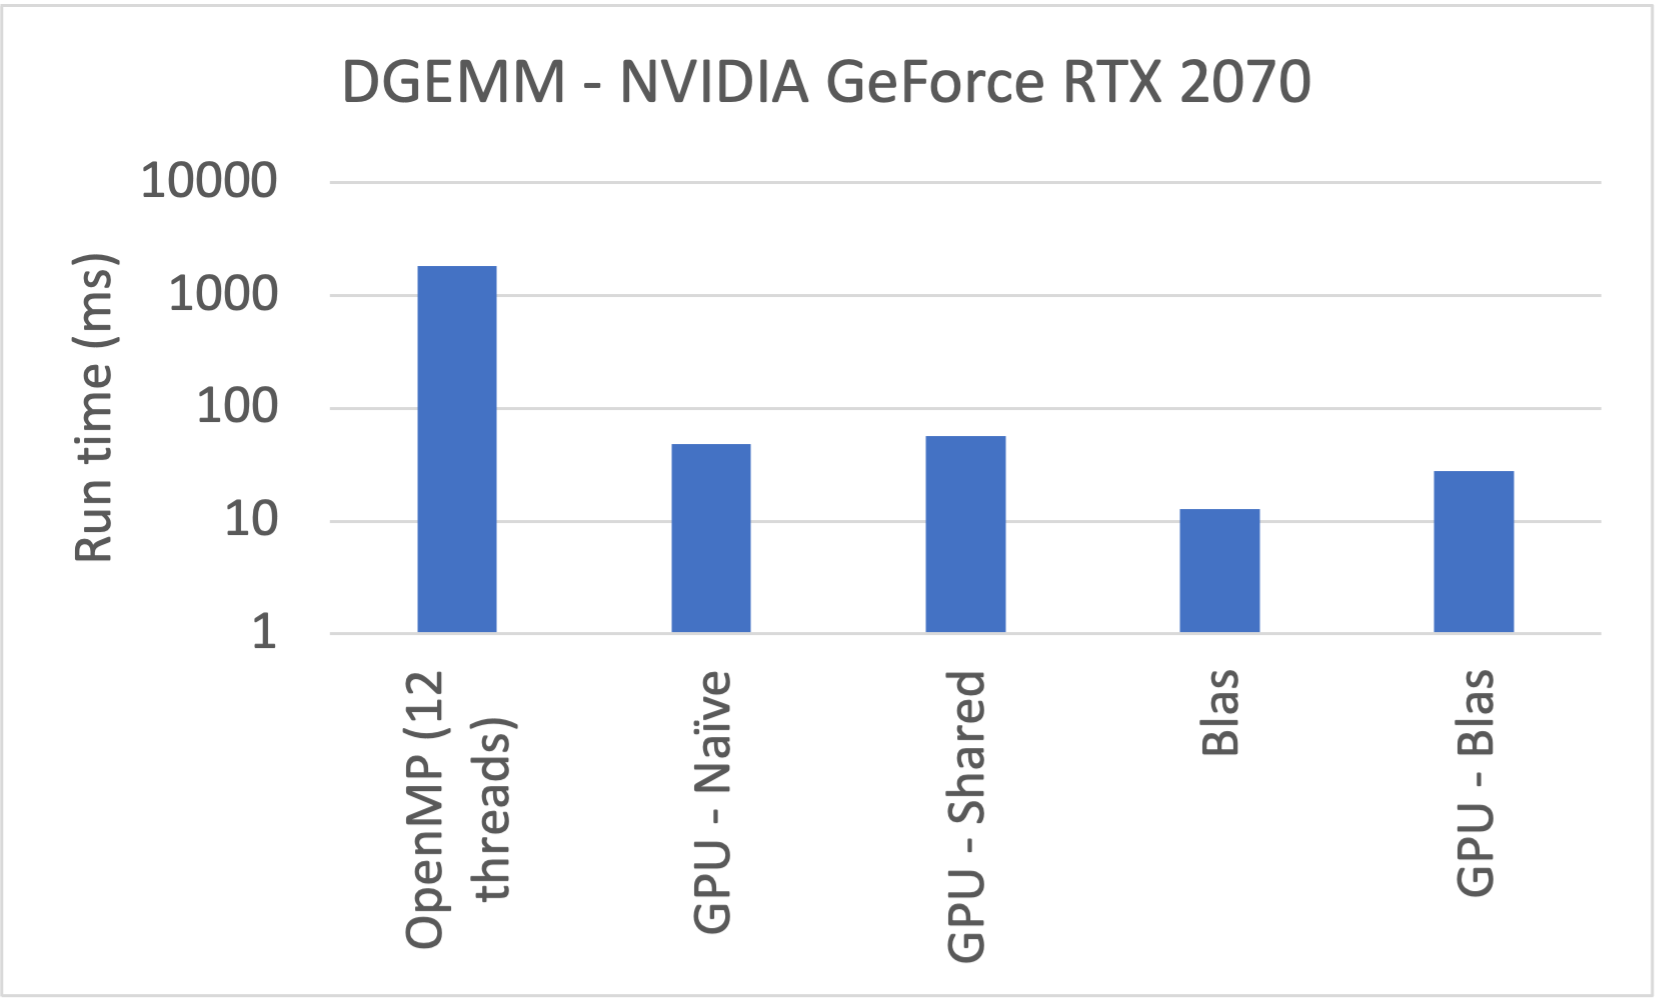 DGEMM - NVIDIA GeForce RTX 2070
Run time (ms)
10000
1000
100
10
1
OpenMP (12
threads)
GPU - Naïve
GPU - Shared
Blas
GPU - Blas